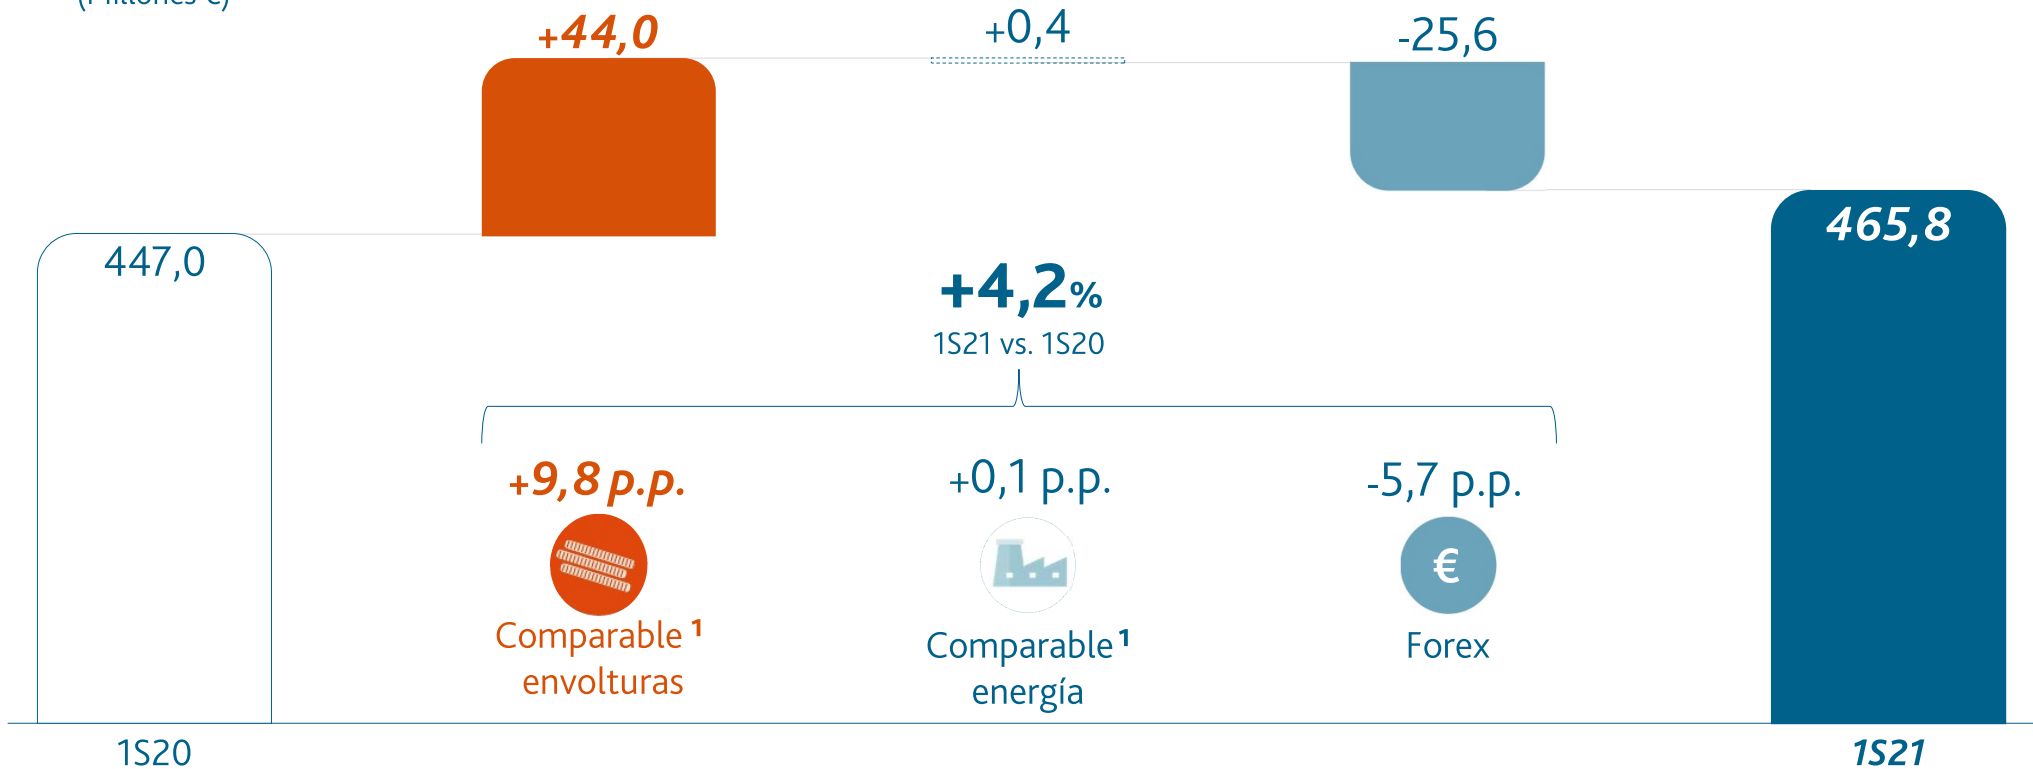 (Millones €)
+44,0
+0,4
-25,6
447,0
465,8
+4,2%
1S21 vs. 1S20
+9,8 p.p.
+0,1 p.p.
-5,7 p.p.
€
Comparable 1
envolturas
Comparable 1
energía
Forex
1S20
1S21